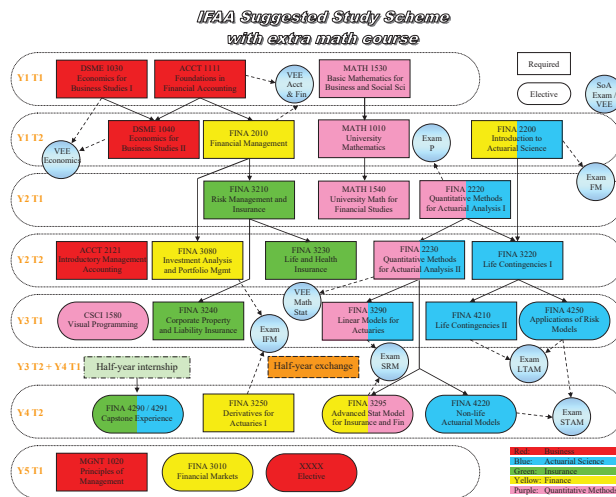 IFAA Suggested Study Scheme
with extra math course
Y1 T1
DSME 1030
Economics for
Business Studies I
ACCT 1111
Foundations in
Financial Accounting
VEE
Acct
& Fin
MATH 1530
Basic Mathematics for
Business and Social Sci
Required
Elective
SoA
Exam /
VEE
Y1 T2
VEE
Economics
DSME 1040
Economics for
Business Studies II
FINA 2010
Financial Management
MATH 1010
University
Mathematics
Exam
P
FINA 2200
Introduction to
Actuarial Science
Exam
FM
Y2 T1
FINA 3210
Risk Management and
Insurance
MATH 1540
University Math for
Financial Studies
FINA 2220
Quantitative Methods
for Actuarial Analysis I
Y2 T2
ACCT 2121
Introductory Management
Accounting
FINA 3080
Investment Analysis
and Portfolio Mgmt
FINA 3230
Life and Health
Insurance
FINA 2230
Quantitative Methods
for Actuarial Analysis II
FINA 3220
Life Contingencies I
VEE
Math
Stat
Y3 T1
CSCI 1580
Visual Programming
FINA 3240
Corporate Property
and Liability Insurance
Exam
IFM
FINA 3290
Linear Models for
Actuaries
FINA 4210
Life Contingencies II
FINA 4250
Applications of Risk
Models
Y3 T2 + Y4 T1
Half-year internship
Half-year exchange
Exam
SRM
Exam
LTAM
Y4 T2
FINA 4290 / 4291
Capstone Experience
FINA 3250
Derivatives for
Actuaries I
FINA 3295
Advanced Stat Model
for Insurance and Fin
FINA 4220
Non-life
Actuarial Models
Exam
STAM
Y5 T1
MGNT 1020
Principles of
Management
FINA 3010
Financial Markets
XXXX
Elective
Red: Business
Blue: Actuarial Science
Green: Insurance
Yellow: Finance
Purple: Quantitative Methods